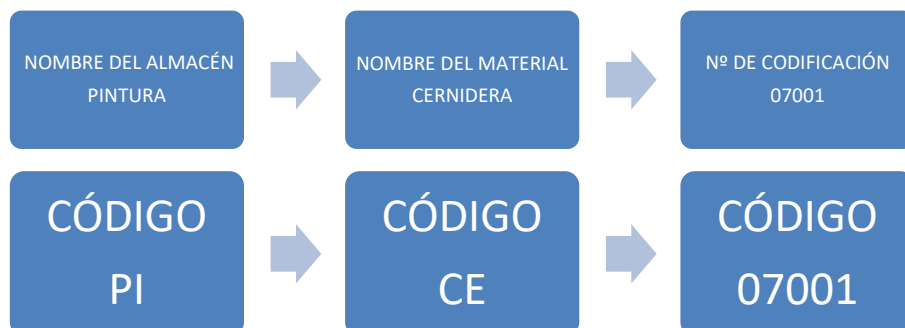 NOMBRE DEL ALMACÉN
PINTURA
NOMBRE DEL MATERIAL
CERNIDERA
Nº DE CODIFICACIÓN
07001
CÓDIGO
PI
CÓDIGO
CE
CÓDIGO
07001